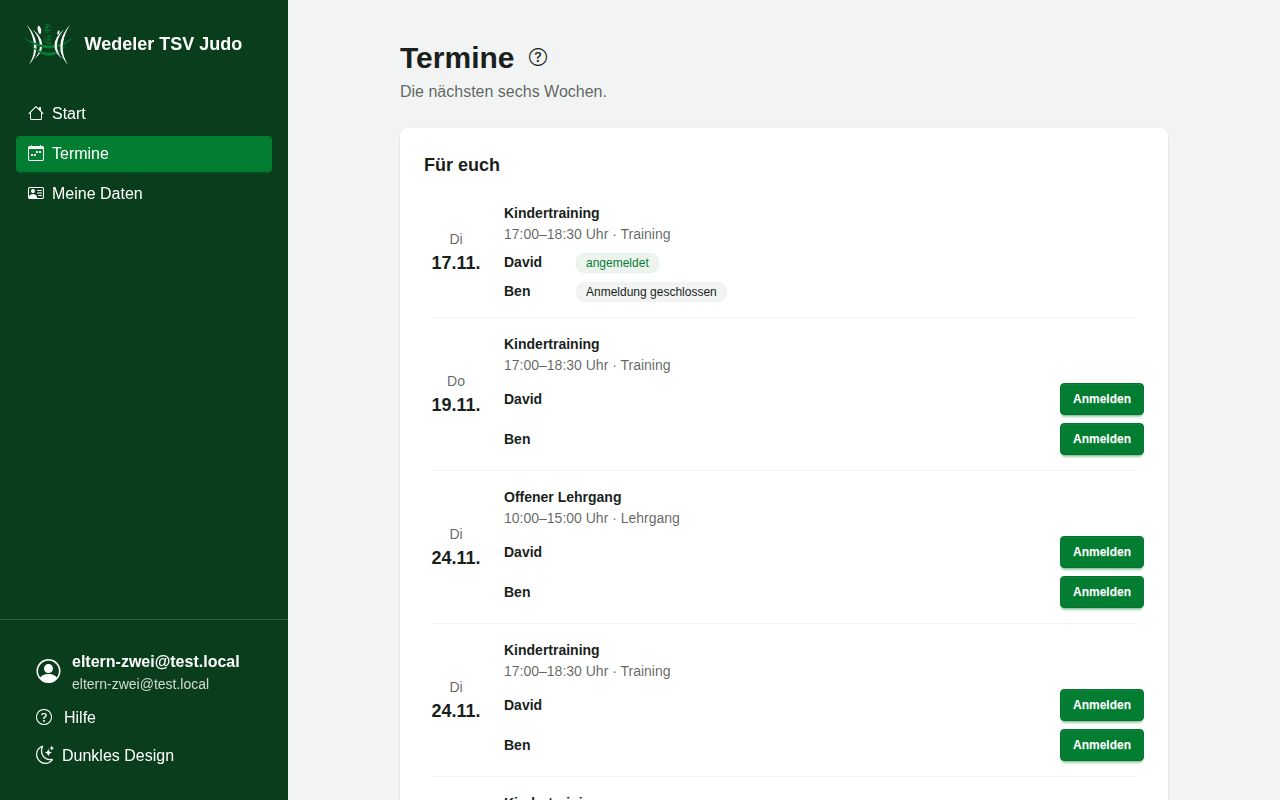 Wedeler TSV Judo
Start
Termine
Meine Daten
eltern-zwei@test.local
eltern-zwei@test.local
Hilfe
Dunkles Design
Termine
Die nächsten sechs Wochen.
Für euch
Di
17.11.
Kindertraining
17:00–18:30 Uhr · Training
David angemeldet
Ben Anmeldung geschlossen
Do
19.11.
Kindertraining
17:00–18:30 Uhr · Training
David Anmelden
Ben Anmelden
Di
24.11.
Offener Lehrgang
10:00–15:00 Uhr · Lehrgang
David Anmelden
Ben Anmelden
Di
24.11.
Kindertraining
17:00–18:30 Uhr · Training
David Anmelden
Ben Anmelden